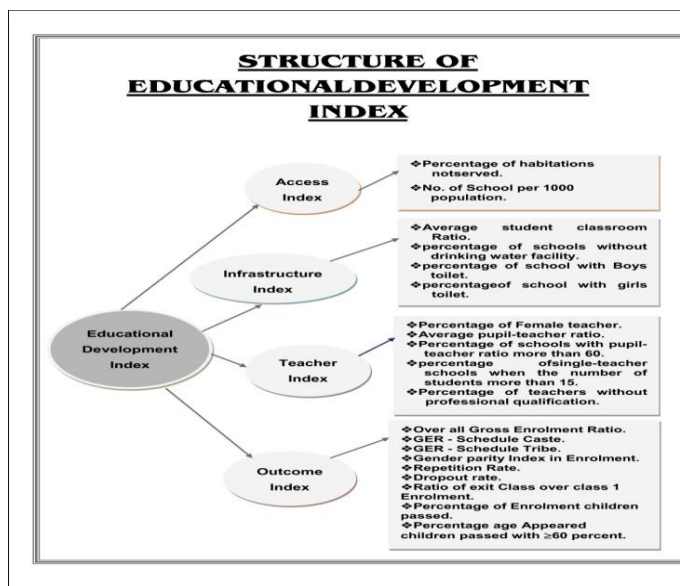 STRUCTURE OF
EDUCATIONALDEVELOPMENT
INDEX
Educational
Development
Index
Access
Index
❖Percentage of habitations
notserved.
❖No. of School per 1000
population.
Infrastructure
Index
❖Average student classroom
Ratio.
❖percentage of schools without
drinking water facility.
❖percentage of school with Boys
toilet.
❖percentageof school with girls
toilet.
Teacher
Index
❖Percentage of Female teacher.
❖Average pupil-teacher ratio.
❖Percentage of schools with pupil-
teacher ratio more than 60.
❖percentage ofsingle-teacher
schools when the number of
students more than 15.
❖Percentage of teachers without
professional qualification.
Outcome
Index
❖Over all Gross Enrolment Ratio.
❖GER - Schedule Caste.
❖GER - Schedule Tribe.
❖Gender parity Index in Enrolment.
❖Repetition Rate.
❖Dropout rate.
❖Ratio of exit Class over class 1
Enrolment.
❖Percentage of Enrolment children
passed.
❖Percentage age Appeared
children passed with ≥60 percent.